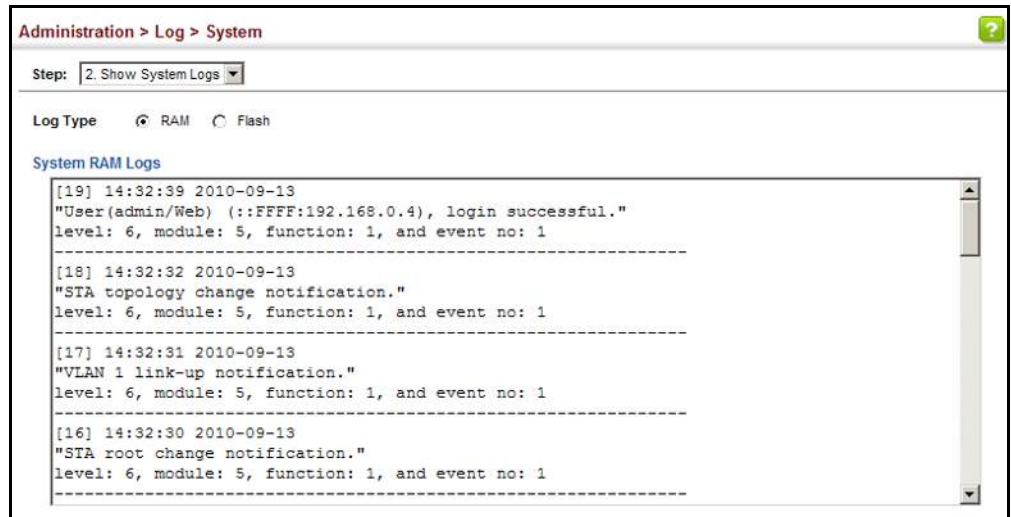 Administration > Log > System
?
Step: 2. Show System Logs
Log Type RAM Flash
System RAM Logs
[19] 14:32:39 2010-09-13
"User(admin/Web) (::FFFF:192.168.0.4), login successful."
level: 6, module: 5, function: 1, and event no: 1
------------------------------------------------------------------
[18] 14:32:32 2010-09-13
"STA topology change notification."
level: 6, module: 5, function: 1, and event no: 1
------------------------------------------------------------------
[17] 14:32:31 2010-09-13
"VLAN 1 link-up notification."
level: 6, module: 5, function: 1, and event no: 1
------------------------------------------------------------------
[16] 14:32:30 2010-09-13
"STA root change notification."
level: 6, module: 5, function: 1, and event no: 1
------------------------------------------------------------------